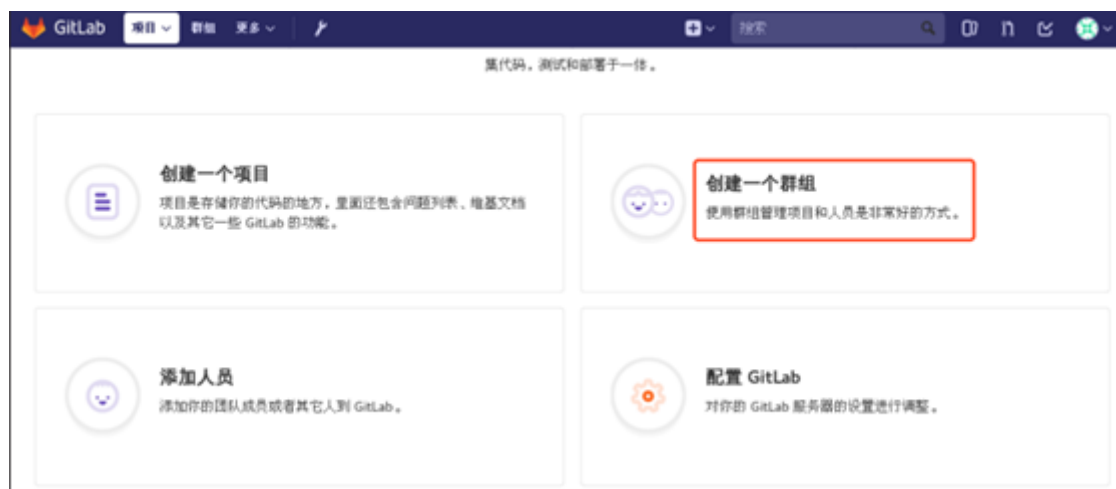 GitLab 项目 群组 更多 搜索
集代码，测试和部署于一体。
创建一个项目
项目是存储你的代码的地方，里面还包含问题列表、维基文档
以及其它一些 GitLab 的功能。
创建一个群组
使用群组管理项目和人员是非常好的方式。
添加人员
添加你的团队成员或者其它人到 GitLab。
配置 GitLab
对你的 GitLab 服务器的设置进行调整。